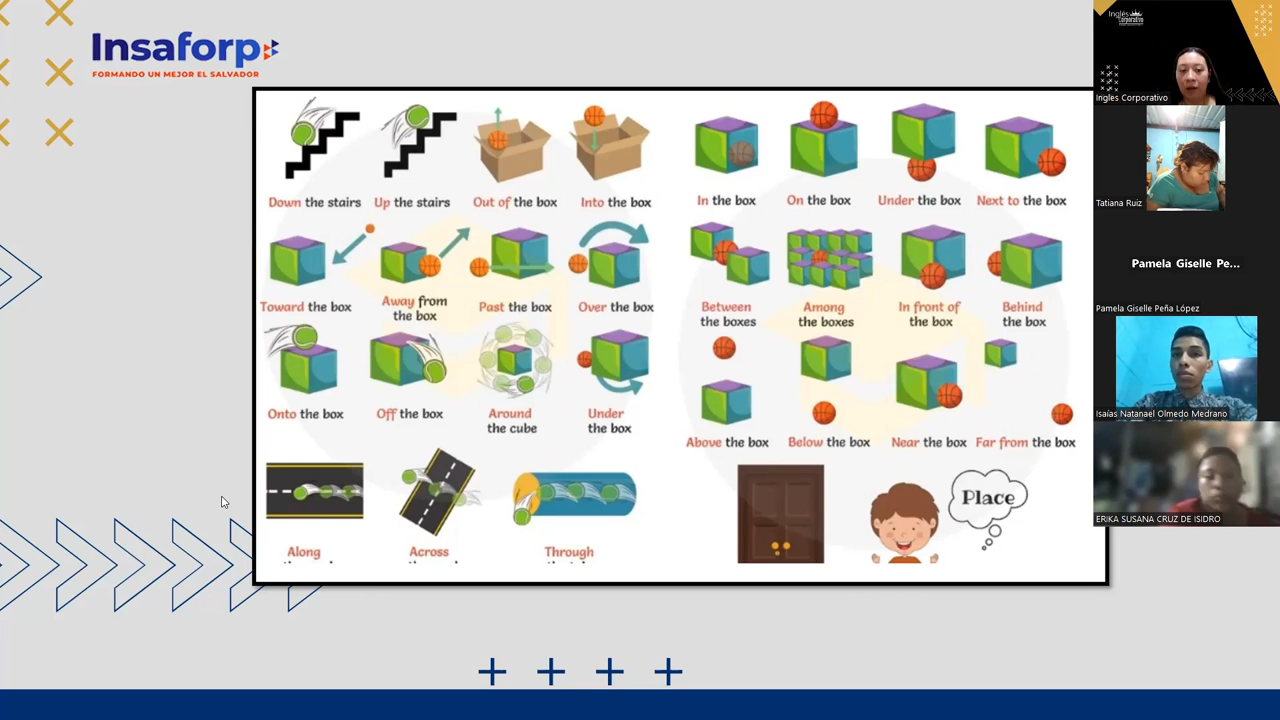 Insaforp
FORMANDO UN MEJOR EL SALVADOR
Down the stairs
Up the stairs
Out of the box
Into the box
Toward the box
Away from
the box
Past the box
Over the box
Onto the box
Off the box
Around
the cube
Under
the box
Along
Across
Through
In the box
On the box
Under the box
Next to the box
Between
the boxes
Among
the boxes
In front of
the box
Behind
the box
Above the box
Below the box
Near the box
Far from the box
Place
Inglés
Corporativo
Ingles Corporativo
Tatiana Ruiz
Pamela Giselle Pe...
Pamela Giselle Peña López
Isaías Natanael Olmedo Medrano
ERIKA SUSANA CRUZ DE ISIDRO